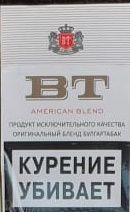 BT
BT
AMERICAN BLEND
ПРОДУКТ ИСКЛЮЧИТЕЛЬНОГО КАЧЕСТВА
ОРИГИНАЛЬНЫЙ БЛЕНД БУЛГАРТАБАК
КУРЕНИЕ
УБИВАЕТ